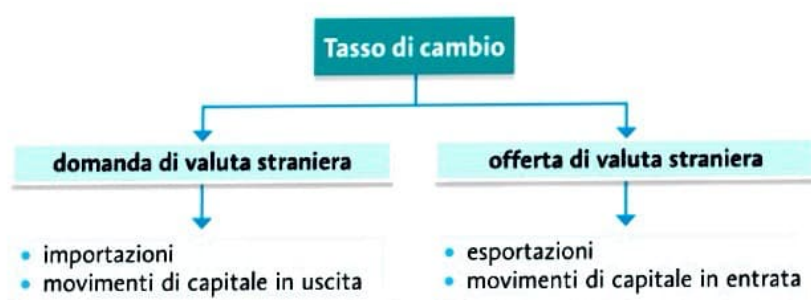 Tasso di cambio
domanda di valuta straniera
offerta di valuta straniera
• importazioni
• movimenti di capitale in uscita
• esportazioni
• movimenti di capitale in entrata